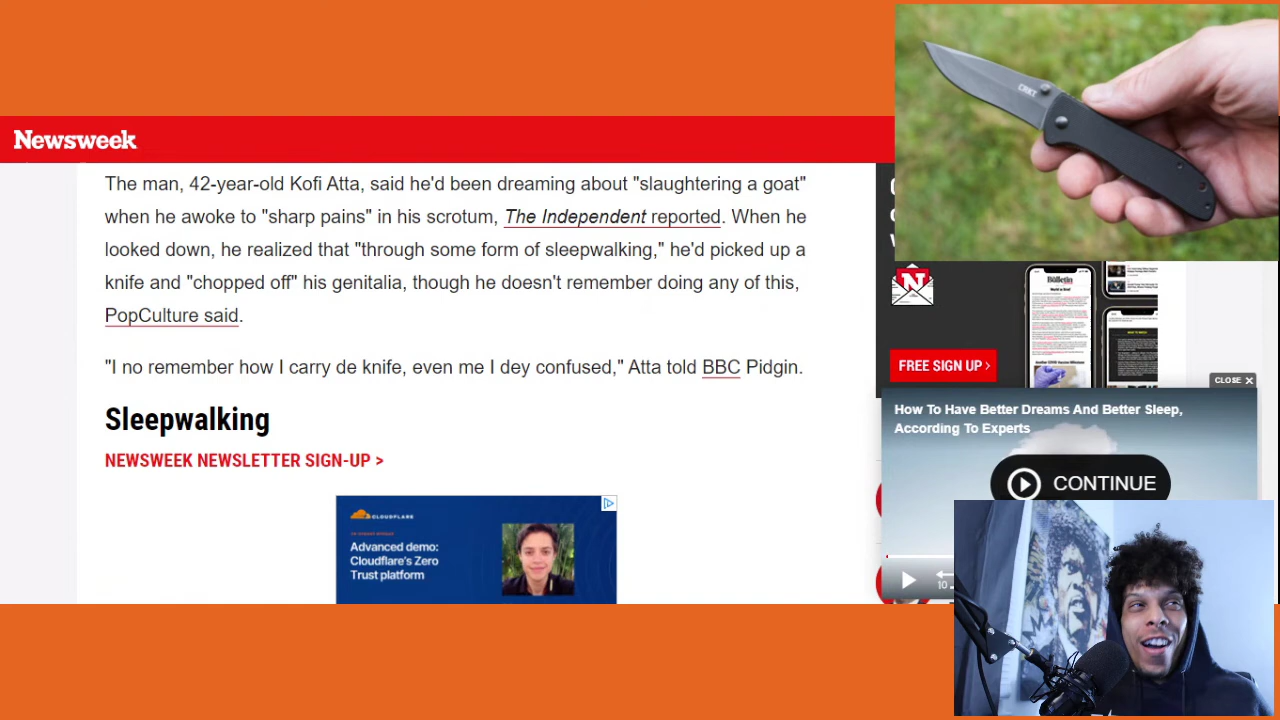 CRKT
Newsweek
The man, 42-year-old Kofi Atta, said he'd been dreaming about "slaughtering a goat"
when he awoke to "sharp pains" in his scrotum, The Independent reported. When he
looked down, he realized that "through some form of sleepwalking," he'd picked up a
knife and "chopped off" his genitalia, though he doesn't remember doing any of this,
PopCulture said.
"I no remember how I carry de knife, even me I dey confused," Atta told BBC Pidgin.
Sleepwalking
NEWSWEEK NEWSLETTER SIGN-UP >
CLOUDFLARE
Advanced demo:
Cloudflare's Zero
Trust platform
N
Bulletin
FREE SIGN UP >
CLOSE X
How To Have Better Dreams And Better Sleep,
According To Experts
CONTINUE
10